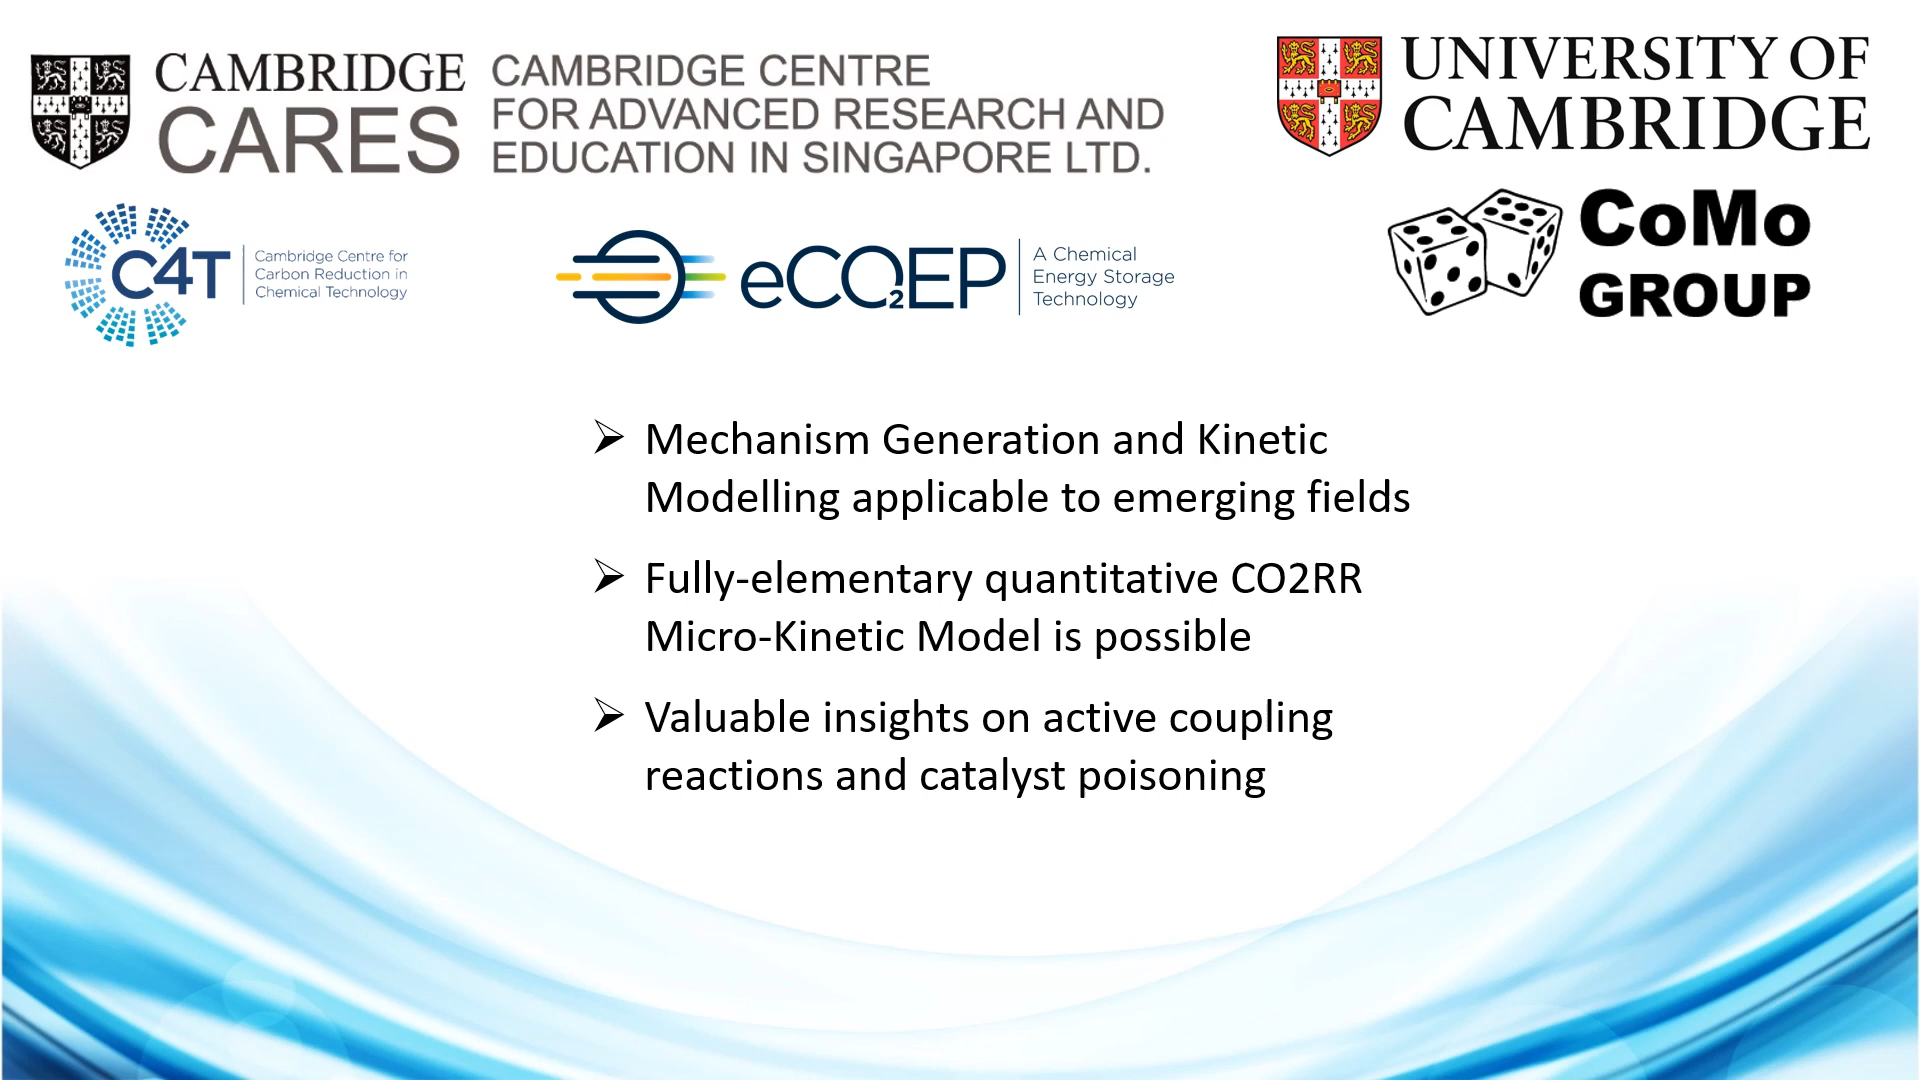 CAMBRIDGE
CARES
CAMBRIDGE CENTRE
FOR ADVANCED RESEARCH AND
EDUCATION IN SINGAPORE LTD.
UNIVERSITY OF
CAMBRIDGE
C4T
Cambridge Centre for
Carbon Reduction in
Chemical Technology
eCO2EP
A Chemical
Energy Storage
Technology
CoMo
GROUP
➢ Mechanism Generation and Kinetic
Modelling applicable to emerging fields
➢ Fully-elementary quantitative CO2RR
Micro-Kinetic Model is possible
➢ Valuable insights on active coupling
reactions and catalyst poisoning